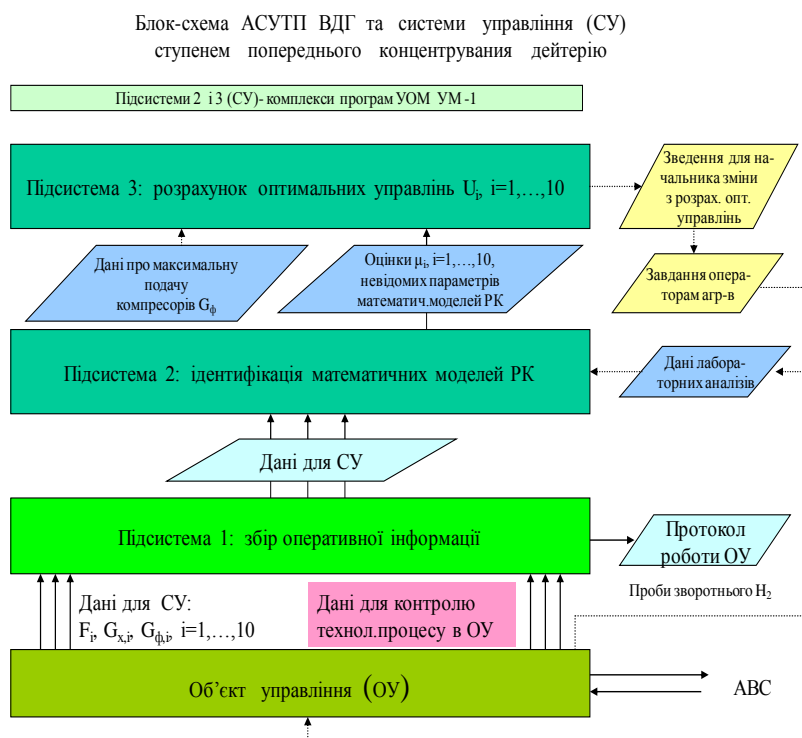 Блок-схема АСУТП ВДГ та системи управління (СУ)
ступенем попереднього концентрування дейтерію
Підсистеми 2 і 3 (СУ)- комплекси програм УОМ УМ-1
Підсистема 3: розрахунок оптимальних управлінь Uᵢ, i=1,…,10
Зведення для на-
чальника зміни
з розрах. опт.
управлінь
Дані про максимальну
подачу
компресорів Gф
Оцінки μᵢ, i=1,…,10,
невідомих параметрів
математич.моделей РК
Завдання опера-
торам агр-в
Підсистема 2: ідентифікація математичних моделей РК
Дані лабора-
торних аналізів
Дані для СУ
Підсистема 1: збір оперативної інформації
Протокол
роботи ОУ
Дані для СУ:
Fᵢ, Gх,ᵢ, Gф,ᵢ, i=1,…,10
Дані для контролю
технол.процесу в ОУ
Проби зворотнього H₂
Об’єкт управління (ОУ)
АВС